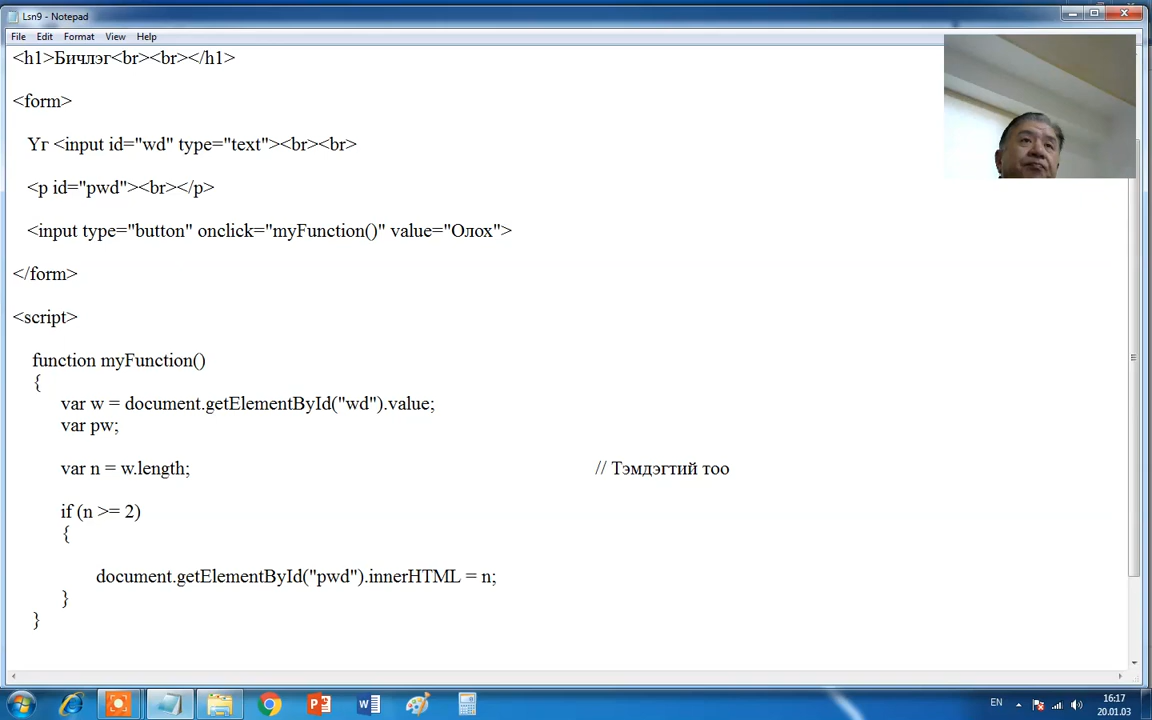 Lsn9 - Notepad
File Edit Format View Help
<h1>Бичлэг<br><br></h1>
<form>
Үг <input id="wd" type="text"><br><br>
<p id="pwd"><br></p>
<input type="button" onclick="myFunction()" value="Олох">
</form>
<script>
function myFunction()
{
var w = document.getElementById("wd").value;
var pw;
var n = w.length; // Тэмдэгтий тоо
if (n >= 2)
{
document.getElementById("pwd").innerHTML = n;
}
}
EN 16:17
20.01.03